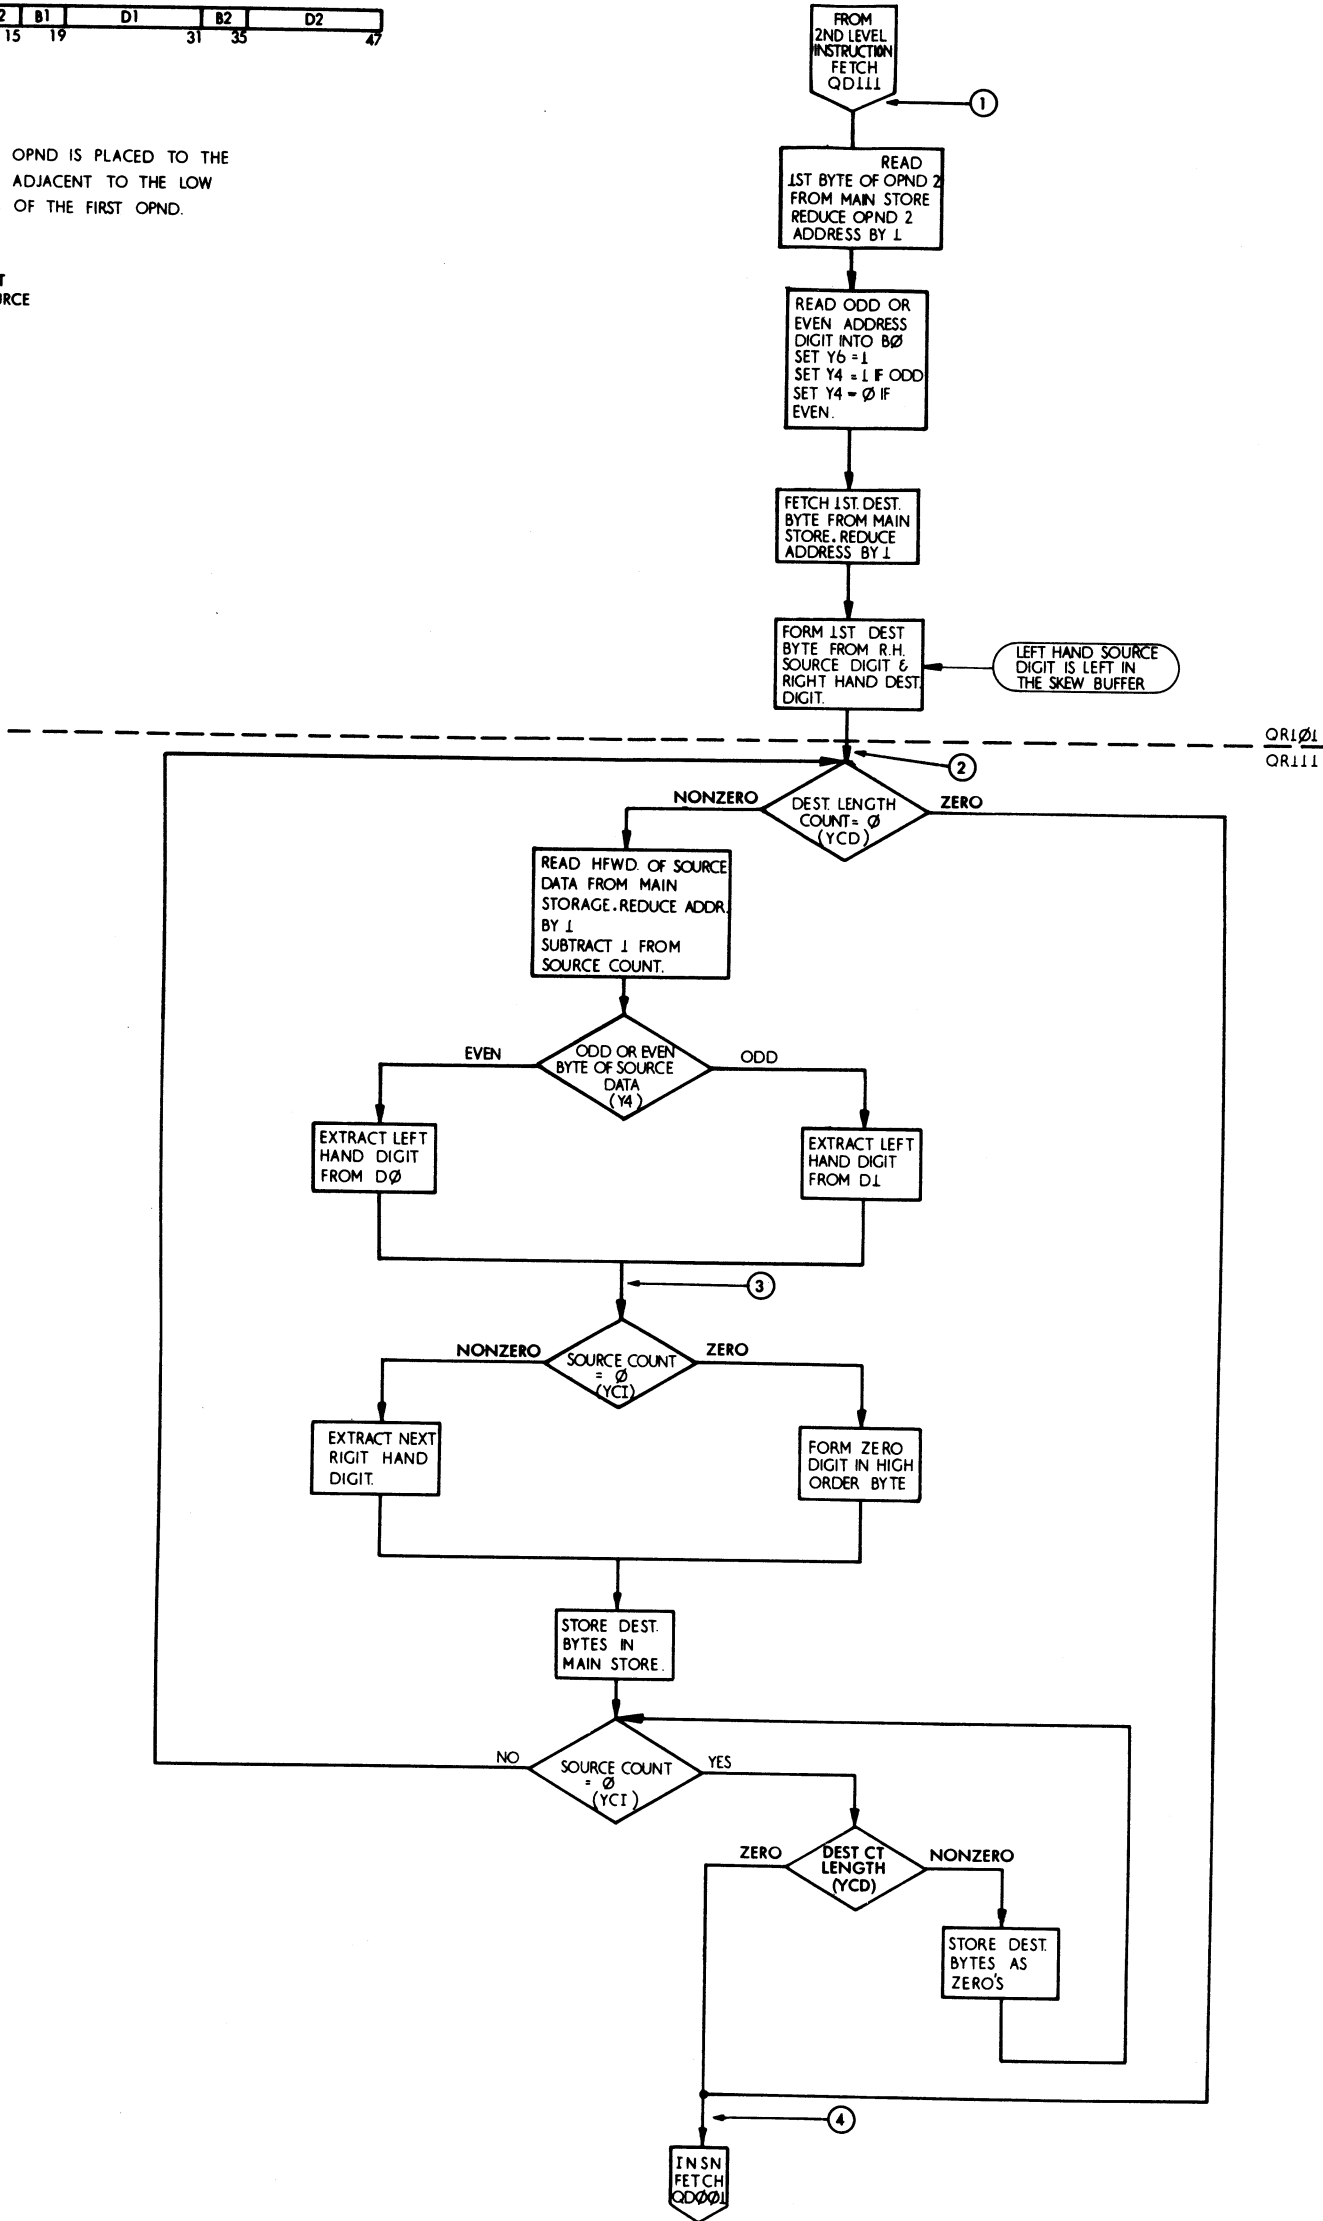 2 B1 D1 B2 D2
15 19 31 35 47
OPND IS PLACED TO THE
ADJACENT TO THE LOW
OF THE FIRST OPND.
T
URCE
FROM
2ND LEVEL
INSTRUCTION
FETCH
QD111
1
READ
1ST BYTE OF OPND 2
FROM MAIN STORE
REDUCE OPND 2
ADDRESS BY 1
READ ODD OR
EVEN ADDRESS
DIGIT INTO BØ
SET Y6 = 1
SET Y4 = 1 IF ODD
SET Y4 = Ø IF
EVEN.
FETCH 1ST. DEST.
BYTE FROM MAIN
STORE. REDUCE
ADDRESS BY 1
FORM 1ST DEST
BYTE FROM R.H.
SOURCE DIGIT &
RIGHT HAND DEST.
DIGIT.
LEFT HAND SOURCE
DIGIT IS LEFT IN
THE SKEW BUFFER
QR1Ø1
QR111
2
NONZERO
DEST. LENGTH
COUNT = Ø
(YCD)
ZERO
READ HFWD. OF SOURCE
DATA FROM MAIN
STORAGE. REDUCE ADDR.
BY 1
SUBTRACT 1 FROM
SOURCE COUNT.
EVEN
ODD OR EVEN
BYTE OF SOURCE
DATA
(Y4)
ODD
EXTRACT LEFT
HAND DIGIT
FROM DØ
EXTRACT LEFT
HAND DIGIT
FROM D1
3
NONZERO
SOURCE COUNT
= Ø
(YCI)
ZERO
EXTRACT NEXT
RIGIT HAND
DIGIT.
FORM ZERO
DIGIT IN HIGH
ORDER BYTE
STORE DEST.
BYTES IN
MAIN STORE.
NO
SOURCE COUNT
= Ø
(YCI)
YES
ZERO
DEST CT
LENGTH
(YCD)
NONZERO
STORE DEST.
BYTES AS
ZERO'S
4
INSN
FETCH
QDØØ1